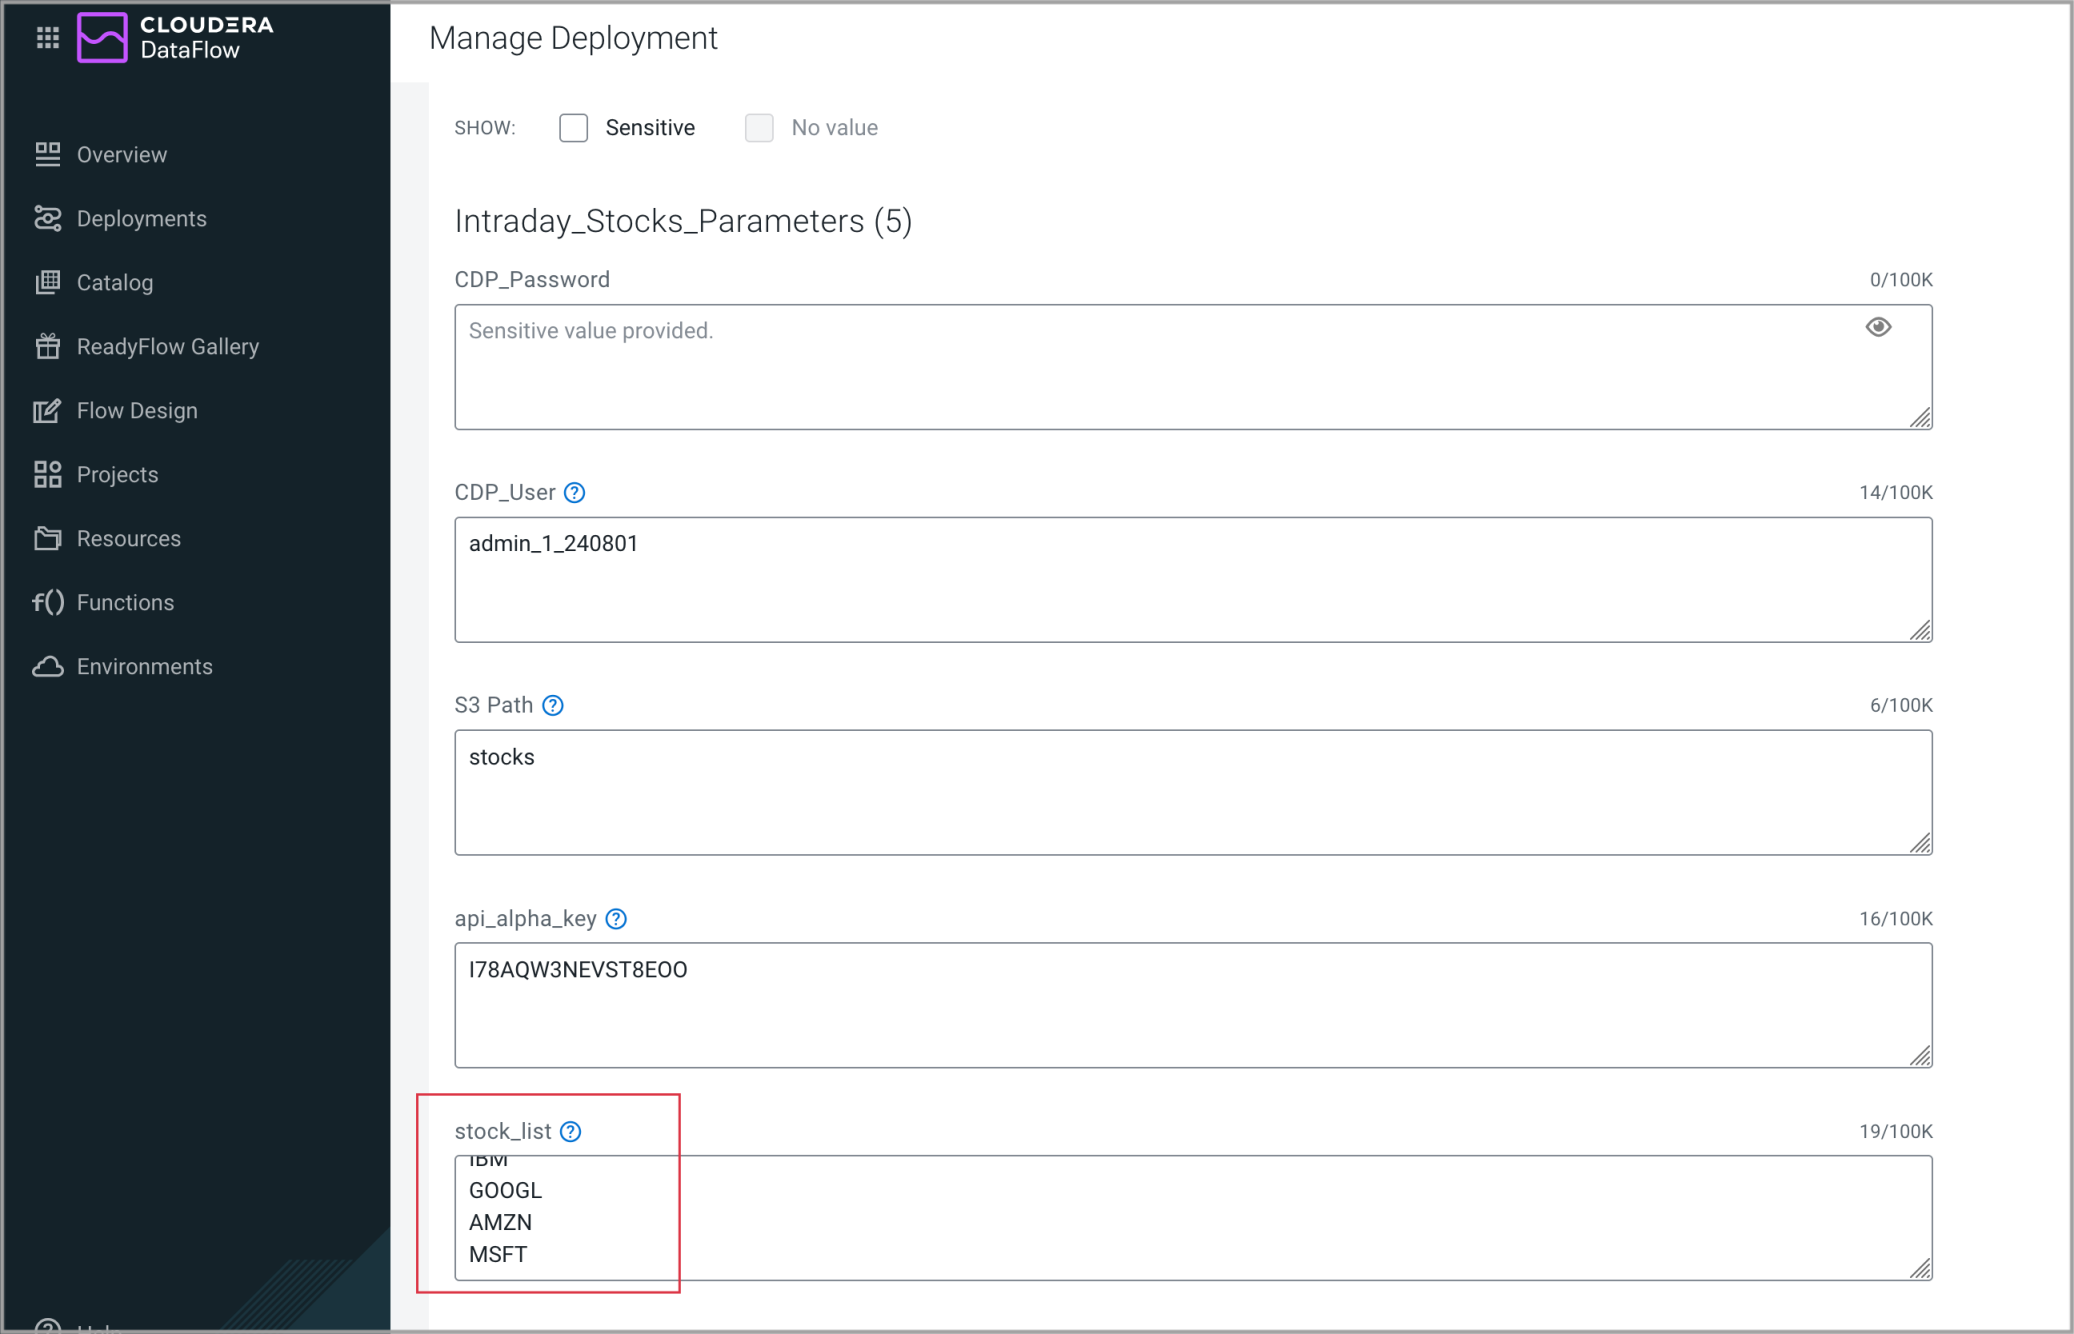 CLOUDERA
DataFlow
Manage Deployment
Overview
Deployments
Catalog
ReadyFlow Gallery
Flow Design
Projects
Resources
Functions
Environments
SHOW: Sensitive No value
Intraday_Stocks_Parameters (5)
CDP_Password 0/100K
Sensitive value provided.
CDP_User 14/100K
admin_1_240801
S3 Path 6/100K
stocks
api_alpha_key 16/100K
I78AQW3NEVST8EOO
stock_list 19/100K
IBM
GOOGL
AMZN
MSFT